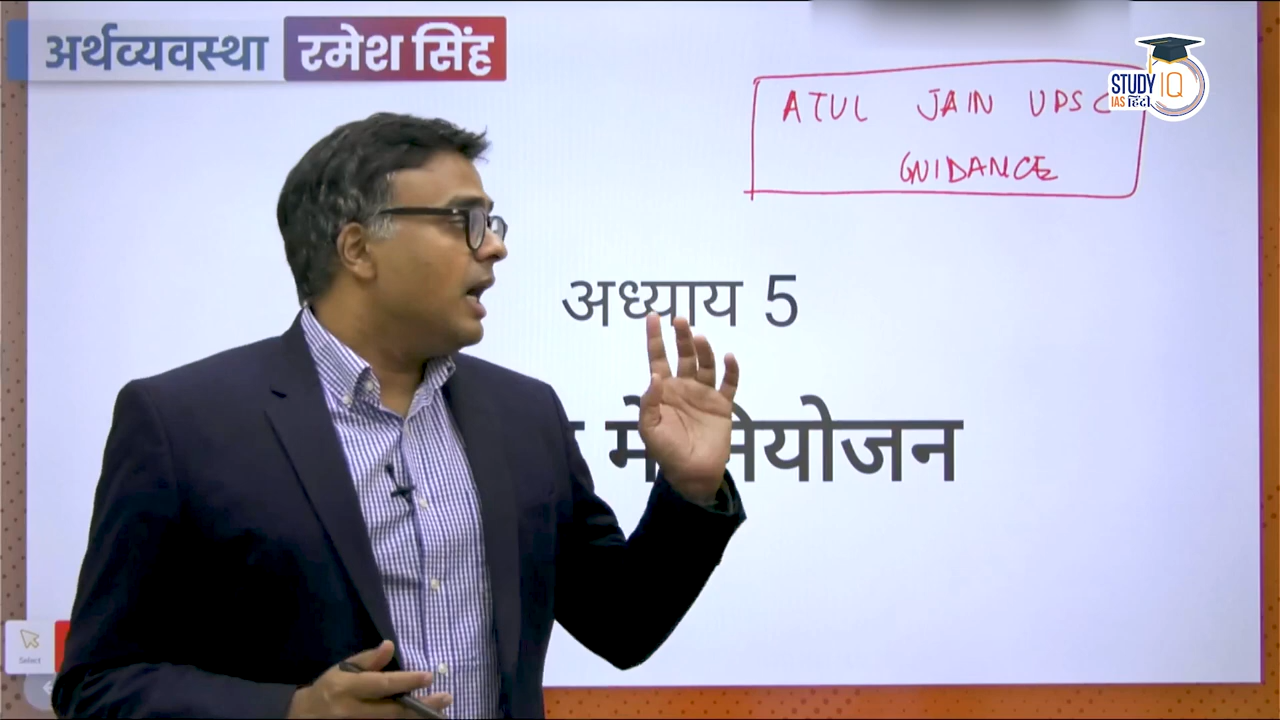 अर्थव्यवस्था रमेश सिंह
ATUL JAIN UPSC
GUIDANCE
STUDY IQ
IAS हिंदी
अध्याय 5
में नियोजन
Select